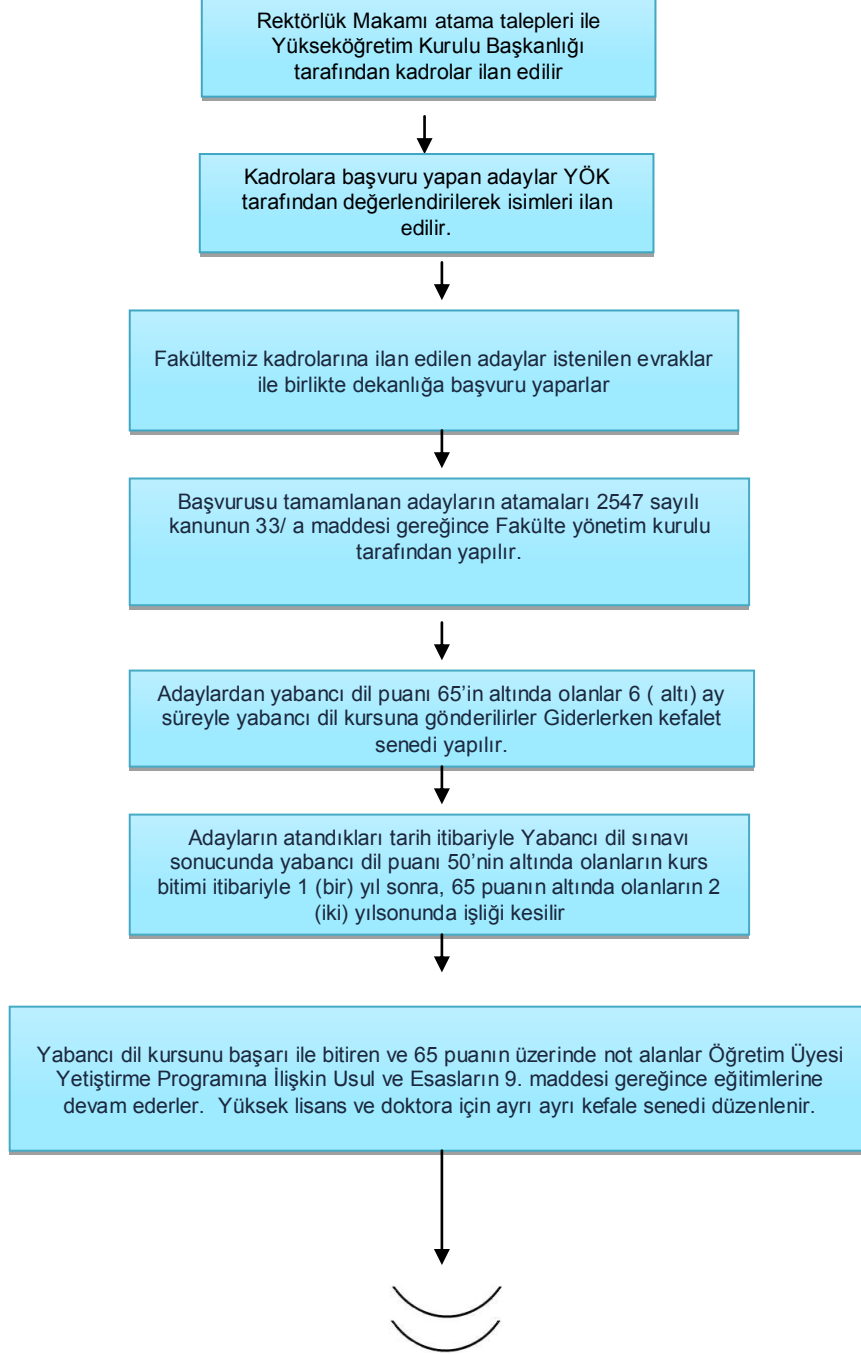 Rektörlük Makamı atama talepleri ile
Yükseköğretim Kurulu Başkanlığı
tarafından kadrolar ilan edilir
Kadrolara başvuru yapan adaylar YÖK
tarafından değerlendirilerek isimleri ilan
edilir.
Fakültemiz kadrolarına ilan edilen adaylar istenilen evraklar
ile birlikte dekanlığa başvuru yaparlar
Başvurusu tamamlanan adayların atamaları 2547 sayılı
kanunun 33/ a maddesi gereğince Fakülte yönetim kurulu
tarafından yapılır.
Adaylardan yabancı dil puanı 65'in altında olanlar 6 ( altı) ay
süreyle yabancı dil kursuna gönderilirler Giderlerken kefalet
senedi yapılır.
Adayların atandıkları tarih itibariyle Yabancı dil sınavı
sonucunda yabancı dil puanı 50'nin altında olanların kurs
bitimi itibariyle 1 (bir) yıl sonra, 65 puanın altında olanların 2
(iki) yılsonunda işliği kesilir
Yabancı dil kursunu başarı ile bitiren ve 65 puanın üzerinde not alanlar Öğretim Üyesi
Yetiştirme Programına İlişkin Usul ve Esasların 9. maddesi gereğince eğitimlerine
devam ederler.  Yüksek lisans ve doktora için ayrı ayrı kefale senedi düzenlenir.